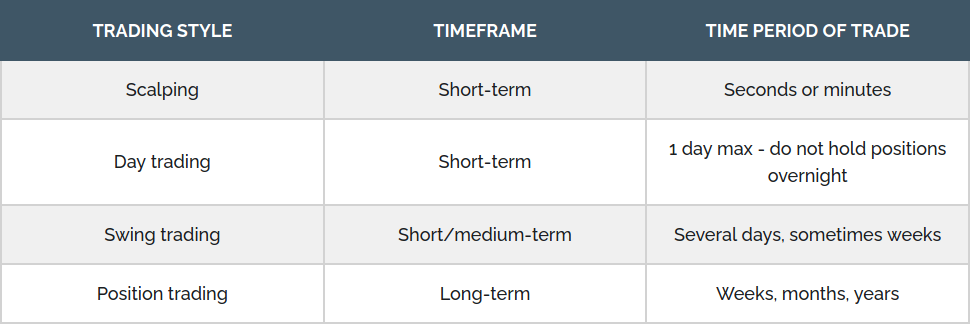 TRADING STYLE TIMEFRAME TIME PERIOD OF TRADE
Scalping Short-term Seconds or minutes
Day trading Short-term 1 day max - do not hold positions
overnight
Swing trading Short/medium-term Several days, sometimes weeks
Position trading Long-term Weeks, months, years